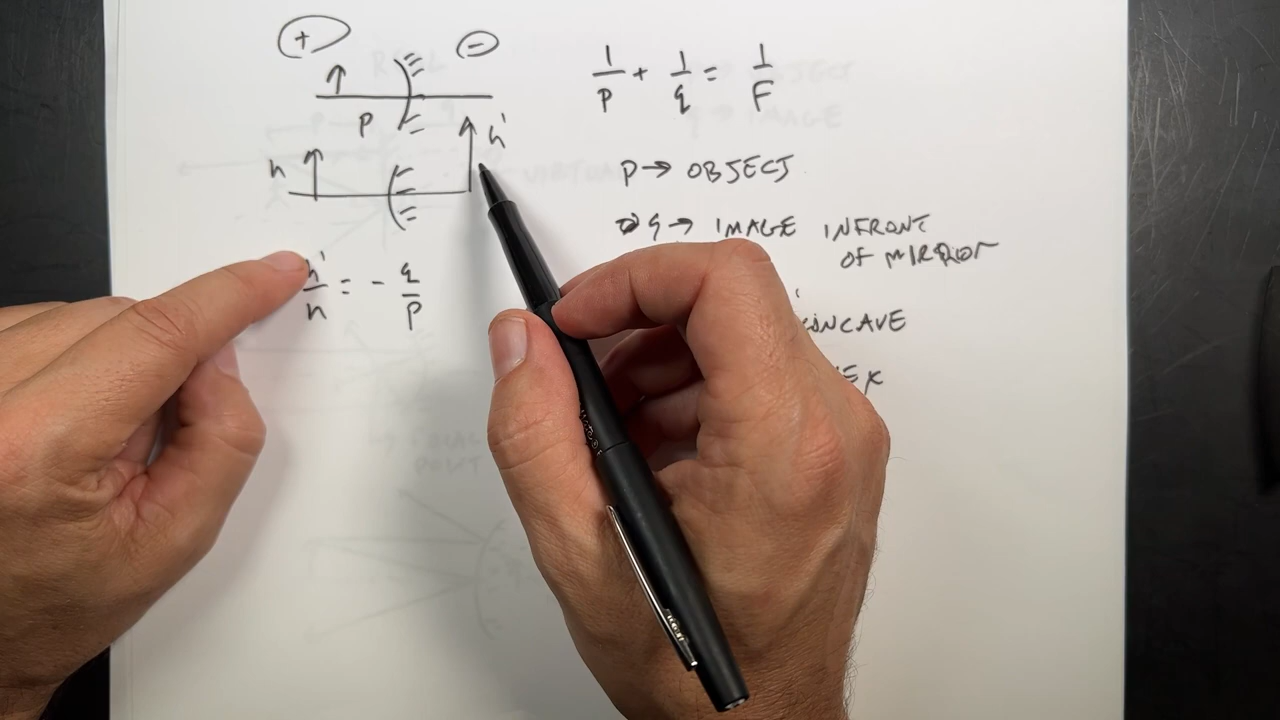 + -
1/p + 1/q = 1/F
p
h'
h
p → OBJECT
q → IMAGE INFRONT
OF MIRROR
h'/h = - q/p
CONCAVE